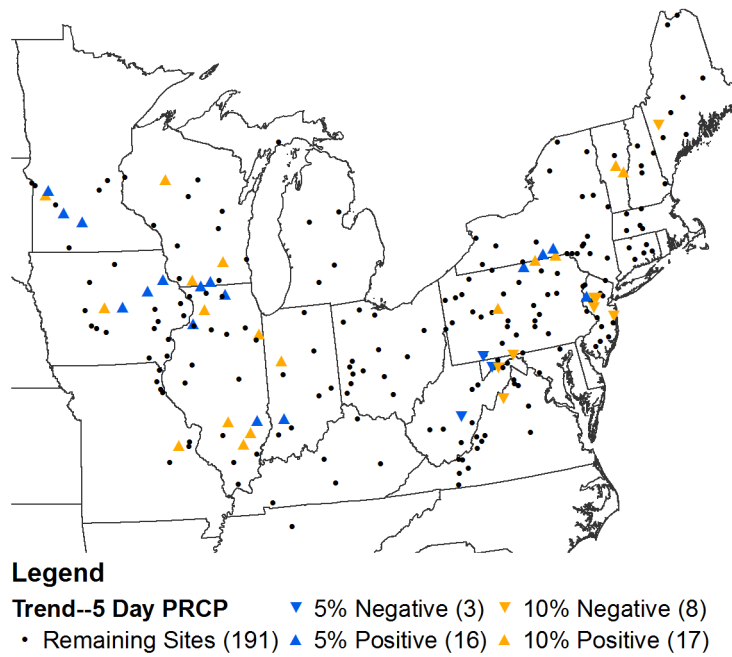 Legend
Trend--5 Day PRCP ▼ 5% Negative (3) ▼ 10% Negative (8)
• Remaining Sites (191) ▲ 5% Positive (16) ▲ 10% Positive (17)